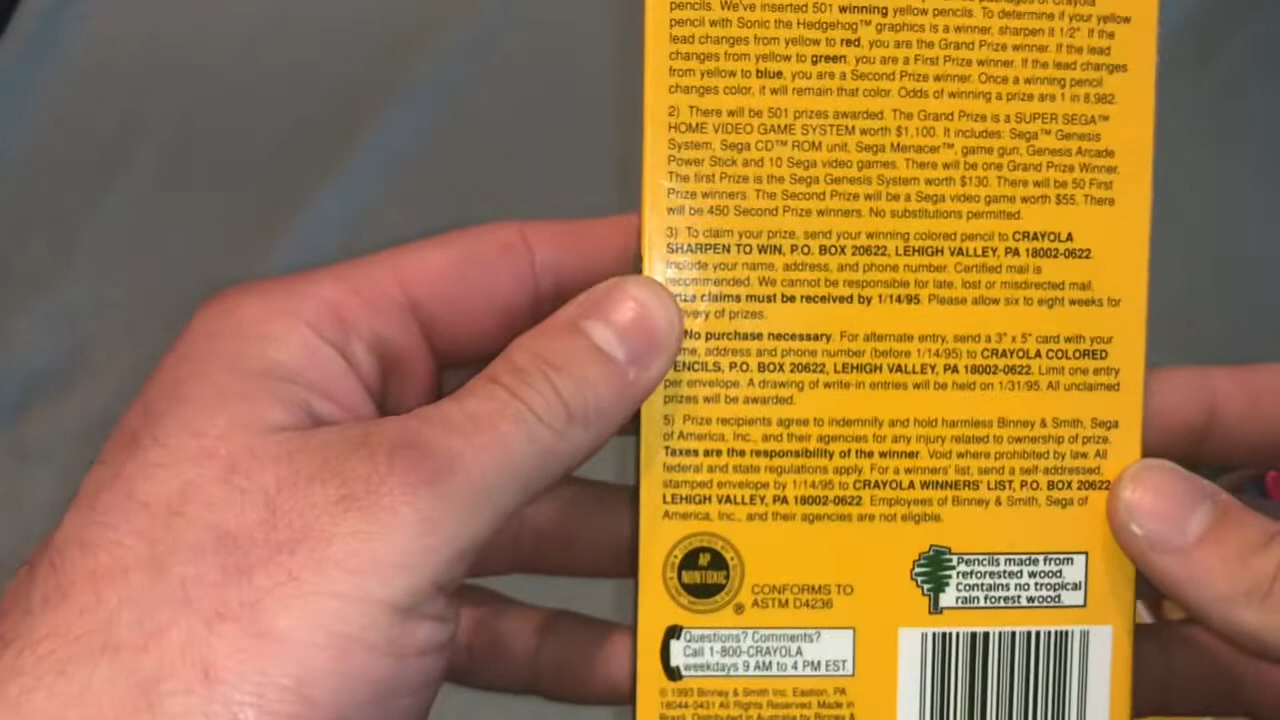 pencils. We've inserted 501 winning yellow pencils. To determine if your yellow
pencil with Sonic the Hedgehog™ graphics is a winner, sharpen it 1/2". If the
lead changes from yellow to red, you are the Grand Prize winner. If the lead
changes from yellow to green, you are a First Prize winner. If the lead changes
from yellow to blue, you are a Second Prize winner. Once a winning pencil
changes color, it will remain that color. Odds of winning a prize are 1 in 8,982.
2) There will be 501 prizes awarded. The Grand Prize is a SUPER SEGA™
HOME VIDEO GAME SYSTEM worth $1,100. It includes: Sega™ Genesis
System, Sega CD™ ROM unit, Sega Menacer™, game gun, Genesis Arcade
Power Stick and 10 Sega video games. There will be one Grand Prize Winner.
The first Prize is the Sega Genesis System worth $130. There will be 50 First
Prize winners. The Second Prize will be a Sega video game worth $55. There
will be 450 Second Prize winners. No substitutions permitted.
3) To claim your prize, send your winning colored pencil to CRAYOLA
SHARPEN TO WIN, P.O. BOX 20622, LEHIGH VALLEY, PA 18002-0622.
Include your name, address, and phone number. Certified mail is
recommended. We cannot be responsible for late, lost or misdirected mail.
claims must be received by 1/14/95. Please allow six to eight weeks for
of prizes.
No purchase necessary. For alternate entry, send a 3" x 5" card with your
address and phone number (before 1/14/95) to CRAYOLA COLORED
PENCILS, P.O. BOX 20622, LEHIGH VALLEY, PA 18002-0622. Limit one entry
per envelope. A drawing of write-in entries will be held on 1/31/95. All unclaimed
prizes will be awarded.
5) Prize recipients agree to indemnify and hold harmless Binney & Smith, Sega
of America, Inc., and their agencies for any injury related to ownership of prize.
Taxes are the responsibility of the winner. Void where prohibited by law. All
federal and state regulations apply. For a winners' list, send a self-addressed,
stamped envelope by 1/14/95 to CRAYOLA WINNERS' LIST, P.O. BOX 20622
LEHIGH VALLEY, PA 18002-0622. Employees of Binney & Smith, Sega of
America, Inc., and their agencies are not eligible.
AP
NONTOXIC
®
CONFORMS TO
ASTM D4236
Pencils made from
reforested wood.
Contains no tropical
rain forest wood.
Questions? Comments?
Call 1-800-CRAYOLA
weekdays 9 AM to 4 PM EST.
© 1993 Binney & Smith Inc. Easton, PA
18044-0431 All Rights Reserved. Made in
Brazil. Distributed in Australia by Binney &